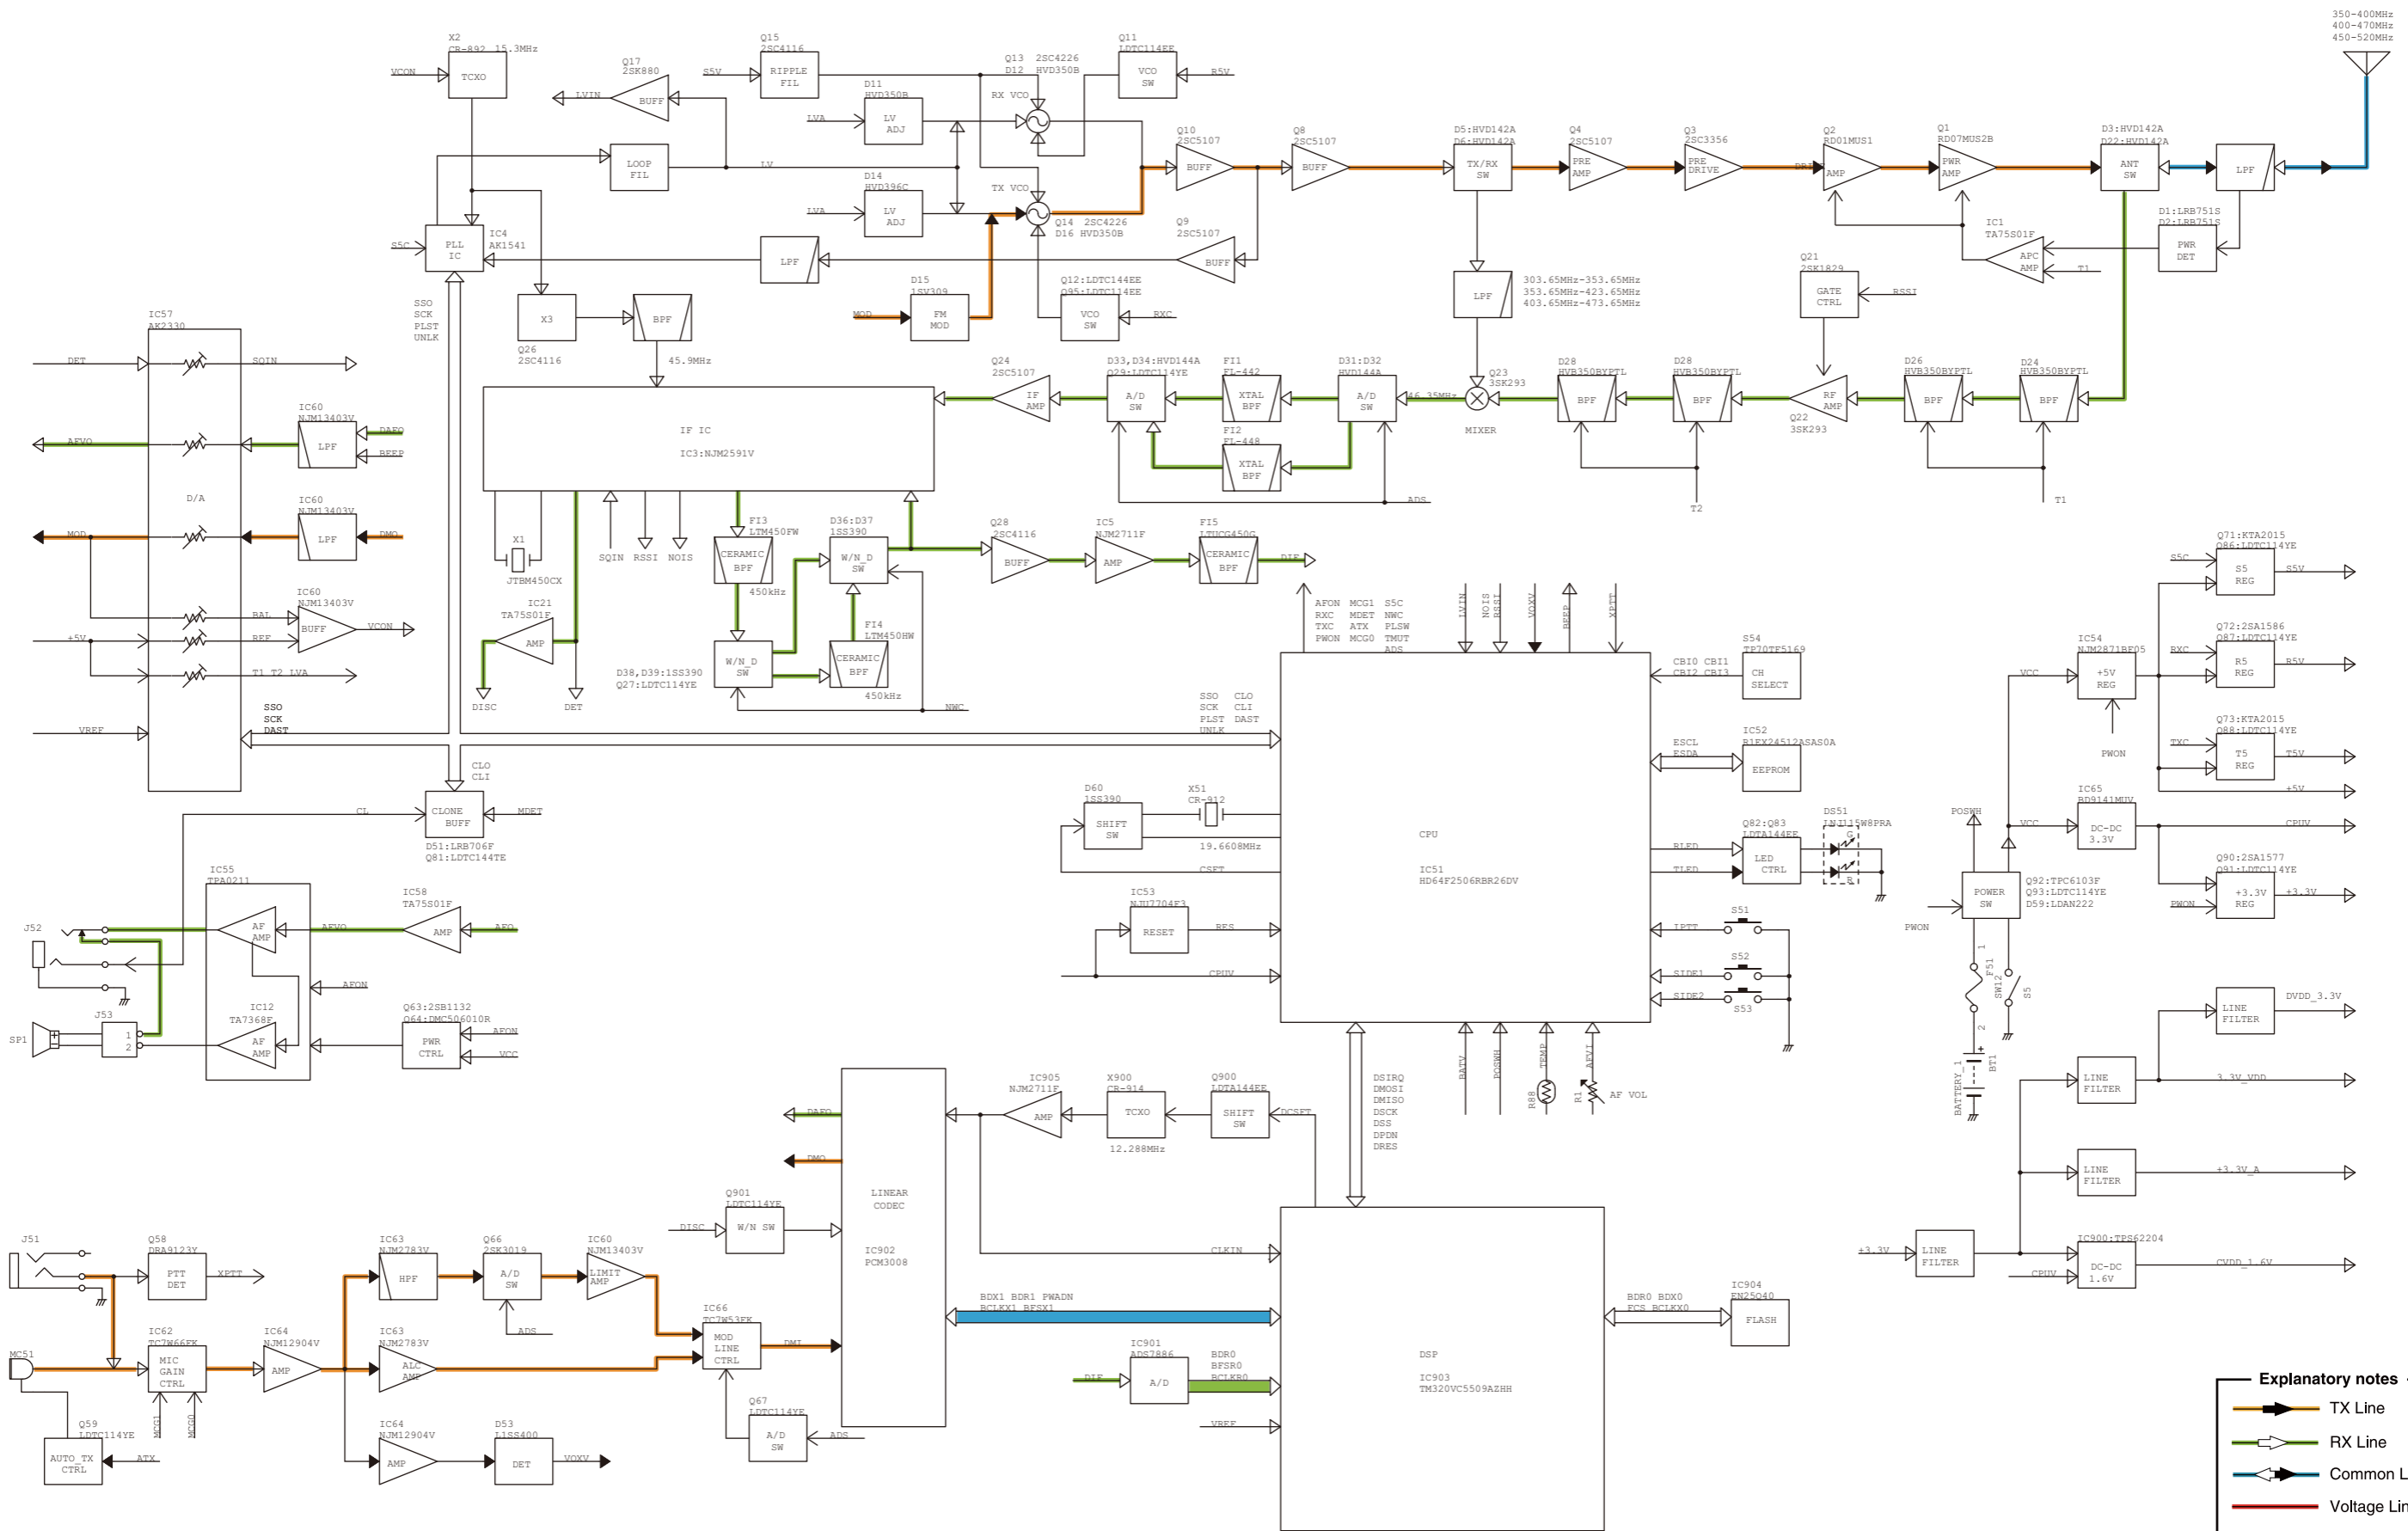 350-400MHz
400-470MHz
450-520MHz
X2
CR-892 15.3MHz
VCON
TCXO
Q17
2SK880
LVIN
BUFF
Q15
2SC4116
S5V
RIPPLE
FIL
D11
HVD350B
LVA
LV
ADJ
Q13 2SC4226
D12 HVD350B
RX VCO
Q11
LDTC114EE
VCO
SW
R5V
LOOP
FIL
LV
D14
HVD396C
LVA
LV
ADJ
TX VCO
Q14 2SC4226
D16 HVD350B
Q10
2SC5107
BUFF
Q8
2SC5107
BUFF
Q9
2SC5107
BUFF
D5:HVD142A
D6:HVD142A
TX/RX
SW
Q4
2SC5107
PRE
AMP
Q3
2SC3356
PRE
DRIVE
DRIVE
Q2
RD01MUS1
AMP
Q1
RD07MUS2B
PWR
AMP
D3:HVD142A
D22:HVD142A
ANT
SW
LPF
D1:LRB751S
D2:LRB751S
PWR
DET
IC1
TA75S01F
APC
AMP
T1
S5C
PLL
IC
IC4
AK1541
LPF
D15
1SV309
MOD
FM
MOD
Q12:LDTC144EE
Q95:LDTC114EE
VCO
SW
RXC
LPF
303.65MHz-353.65MHz
353.65MHz-423.65MHz
403.65MHz-473.65MHz
Q21
2SK1829
GATE
CTRL
RSSI
SSO
SCK
PLST
UNLK
X3
Q26
2SC4116
BPF
45.9MHz
IC57
AK2330
DET
SQIN
IC60
NJM13403V
AFVO
LPF
DAFO
BEEP
D/A
IC60
NJM13403V
MOD
LPF
DMO
IC60
NJM13403V
BAL
BUFF
VCON
+5V
REF
T1 T2 LVA
VREF
SSO
SCK
DAST
IF IC
IC3:NJM2591V
Q24
2SC5107
IF
AMP
D33,D34:HVD144A
Q29:LDTC114YE
A/D
SW
FI1
FL-442
XTAL
BPF
FI2
FL-448
XTAL
BPF
D31:D32
HVD144A
A/D
SW
46.35MHz
ADS
Q23
3SK293
MIXER
D28
HVB350BYPTL
BPF
D28
HVB350BYPTL
BPF
T2
RF
AMP
Q22
3SK293
D26
HVB350BYPTL
BPF
D24
HVB350BYPTL
BPF
T1
X1
JTBM450CX
SQIN RSSI NOIS
FI3
LTM450FW
CERAMIC
BPF
450kHz
D36:D37
1SS390
W/N_D
SW
FI4
LTM450HW
CERAMIC
BPF
450kHz
D38,D39:1SS390
Q27:LDTC114YE
W/N_D
SW
NWC
IC21
TA75S01F
AMP
DISC
DET
Q28
2SC4116
BUFF
IC5
NJM2711F
AMP
FI5
LTUCG450G
CERAMIC
BPF
DIF
AFON MCG1 S5C
RXC MDET NWC
TXC ATX PLSW
PWON MCG0 TMUT
ADS
LVIN
NOIS
RSSI
VOXV
BEEP
XPTT
SSO CLO
SCK CLI
PLST DAST
UNLK
CPU
IC51
HD64F2506RBR26DV
S54
TP70TF5169
CBI0 CBI1
CBI2 CBI3
CH
SELECT
IC52
R1EX24512ASAS0A
ESCL
ESDA
EEPROM
Q82:Q83
LDTA144EE
RLED
TLED
LED
CTRL
DS51
LNJ115W8PRA
G
R
S51
IPTT
S52
SIDE1
SIDE2
S53
D60
1SS390
SHIFT
SW
X51
CR-912
19.6608MHz
CSFT
IC53
NJU7704F3
RESET
RES
CPUV
BATV
POSWH
TEMP
R88
AFVI
R1
AF VOL
CLO
CLI
CL
CLONE
BUFF
MDET
D51:LRB706F
Q81:LDTC144TE
IC55
TPA0211
AF
AMP
AFVO
IC58
TA75S01F
AMP
AFO
AFON
IC12
TA7368F
AF
AMP
Q63:2SB1132
Q64:DMC506010R
PWR
CTRL
AFON
VCC
J52
J53
1
2
SP1
Q71:KTA2015
Q86:LDTC114YE
S5C
S5
REG
S5V
Q72:2SA1586
Q87:LDTC114YE
RXC
R5
REG
R5V
Q73:KTA2015
Q88:LDTC114YE
TXC
T5
REG
T5V
+5V
IC54
NJM2871BF05
VCC
+5V
REG
PWON
IC65
BD9141MUV
VCC
DC-DC
3.3V
CPUV
Q90:2SA1577
Q91:LDTC114YE
+3.3V
REG
+3.3V
PWON
POSWH
POWER
SW
Q92:TPC6103F
Q93:LDTC114YE
D59:LDAN222
PWON
1
F51
2
SW12
S5
+
BATTERY_1
BT1
LINE
FILTER
DVDD_3.3V
LINE
FILTER
3.3V_VDD
LINE
FILTER
+3.3V_A
+3.3V
LINE
FILTER
IC900:TPS62204
CPUV
DC-DC
1.6V
CVDD_1.6V
DAFO
DMO
Q901
LDTC114YE
DISC
W/N SW
LINEAR
CODEC
IC902
PCM3008
IC905
NJM2711F
AMP
X900
CR-914
TCXO
12.288MHz
Q900
LDTA144EE
SHIFT
SW
DCSFT
DSIRQ
DMOSI
DMISO
DSCK
DSS
DPDN
DRES
CLKIN
BDX1 BDR1 PWADN
BCLKX1 BFSX1
IC901
ADS7886
DIF
A/D
BDR0
BFSR0
BCLKR0
VREF
DSP
IC903
TM320VC5509AZHH
BDR0 BDX0
FCS BCLKX0
IC904
EN25Q40
FLASH
J51
Q58
DRA9123Y
PTT
DET
XPTT
MC51
IC62
TC7W66FK
MIC
GAIN
CTRL
MCG1
MCG0
Q59
LDTC114YE
AUTO_TX
CTRL
ATX
IC64
NJM12904V
AMP
IC63
NJM2783V
HPF
Q66
2SK3019
A/D
SW
ADS
IC60
NJM13403V
LIMIT
AMP
IC63
NJM2783V
ALC
AMP
IC66
TC7W53FK
MOD
LINE
CTRL
DMI
Q67
LDTC114YE
A/D
SW
ADS
IC64
NJM12904V
AMP
D53
L1SS400
DET
VOXV
Explanatory notes
TX Line
RX Line
Common L
Voltage Lin